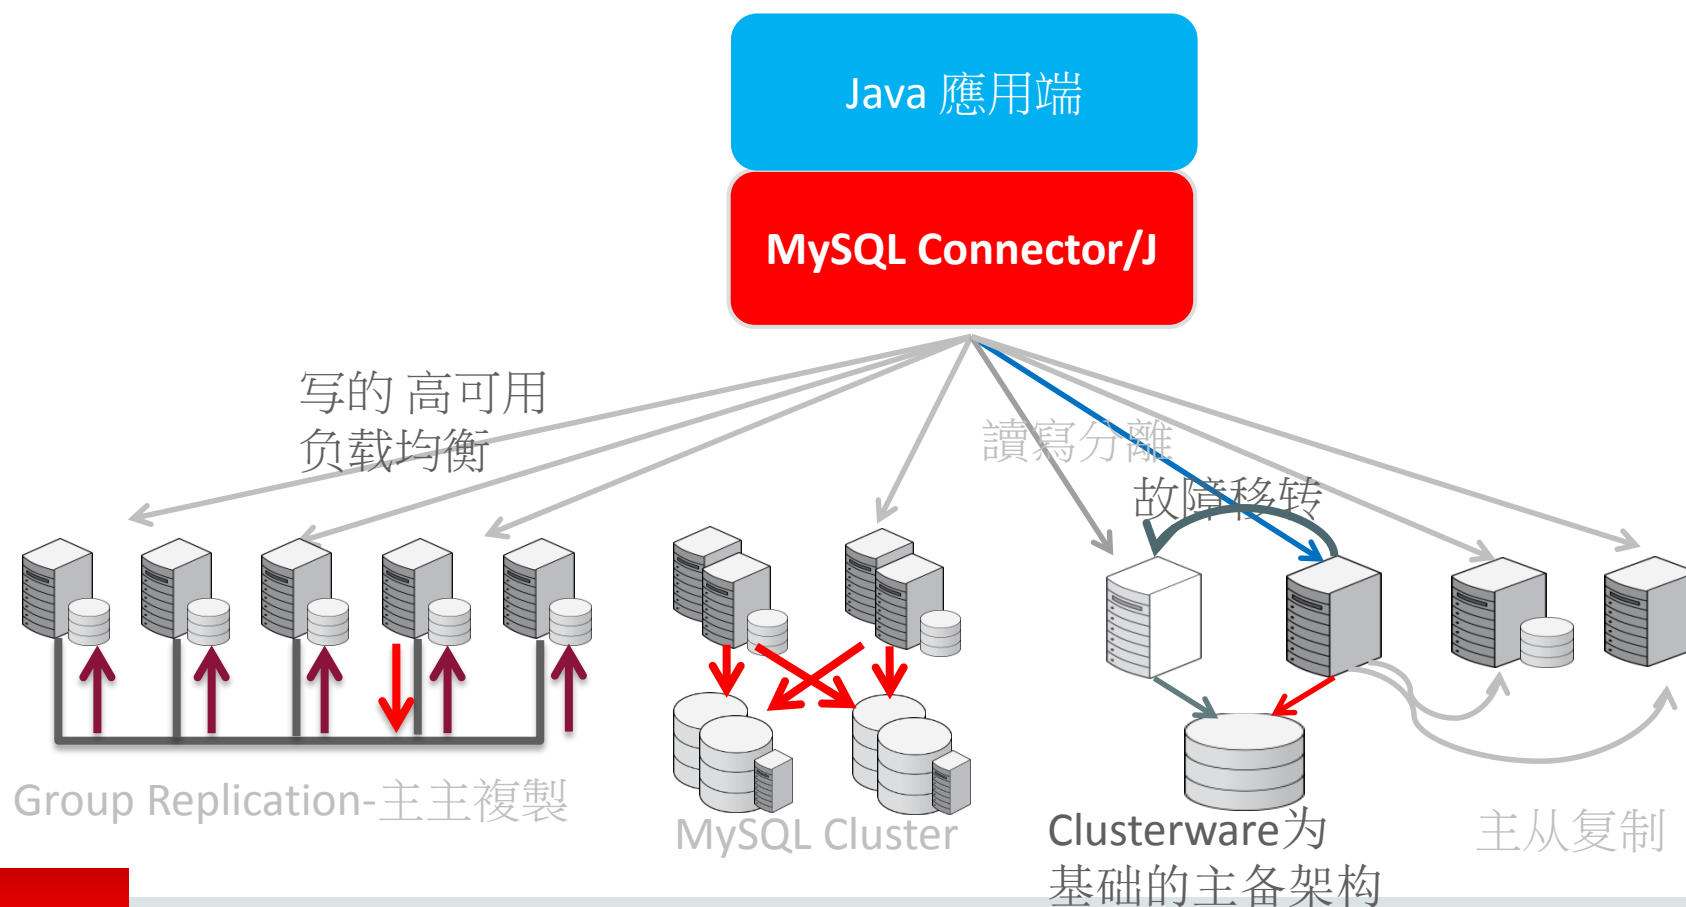 Java 應用端
MySQL Connector/J
写的 高可用
负载均衡
讀寫分離
故障移转
Group Replication-主主複製
MySQL Cluster
Clusterware为
基础的主备架构
主从复制